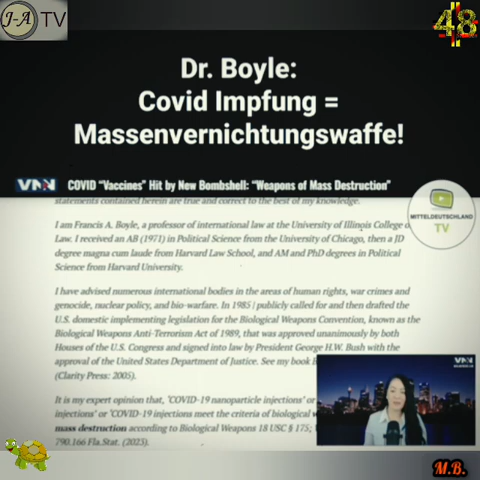 J-A TV
48
Dr. Boyle:
Covid Impfung =
Massenvernichtungswaffe!
VNN COVID "Vaccines" Hit by New Bombshell: "Weapons of Mass Destruction"
statements contained herein are true and correct to the best of my knowledge.
MITTELDEUTSCHLAND
TV
I am Francis A. Boyle, a professor of international law at the University of Illinois College o
Law. I received an AB (1971) in Political Science from the University of Chicago, then a JD
degree magna cum laude from Harvard Law School, and AM and PhD degrees in Political
Science from Harvard University.
I have advised numerous international bodies in the areas of human rights, war crimes and
genocide, nuclear policy, and bio-warfare. In 1985 I publicly called for and then drafted the
U.S. domestic implementing legislation for the Biological Weapons Convention, known as the
Biological Weapons Anti-Terrorism Act of 1989, that was approved unanimously by both
Houses of the U.S. Congress and signed into law by President George H.W. Bush with the
approval of the United States Department of Justice. See my book
(Clarity Press: 2005).
VNN
It is my expert opinion that, 'COVID-19 nanoparticle injections' or
injections' or 'COVID-19 injections meet the criteria of biological
mass destruction according to Biological Weapons 18 USC § 175;
790.166 Fla.Stat. (2023).
M.B.